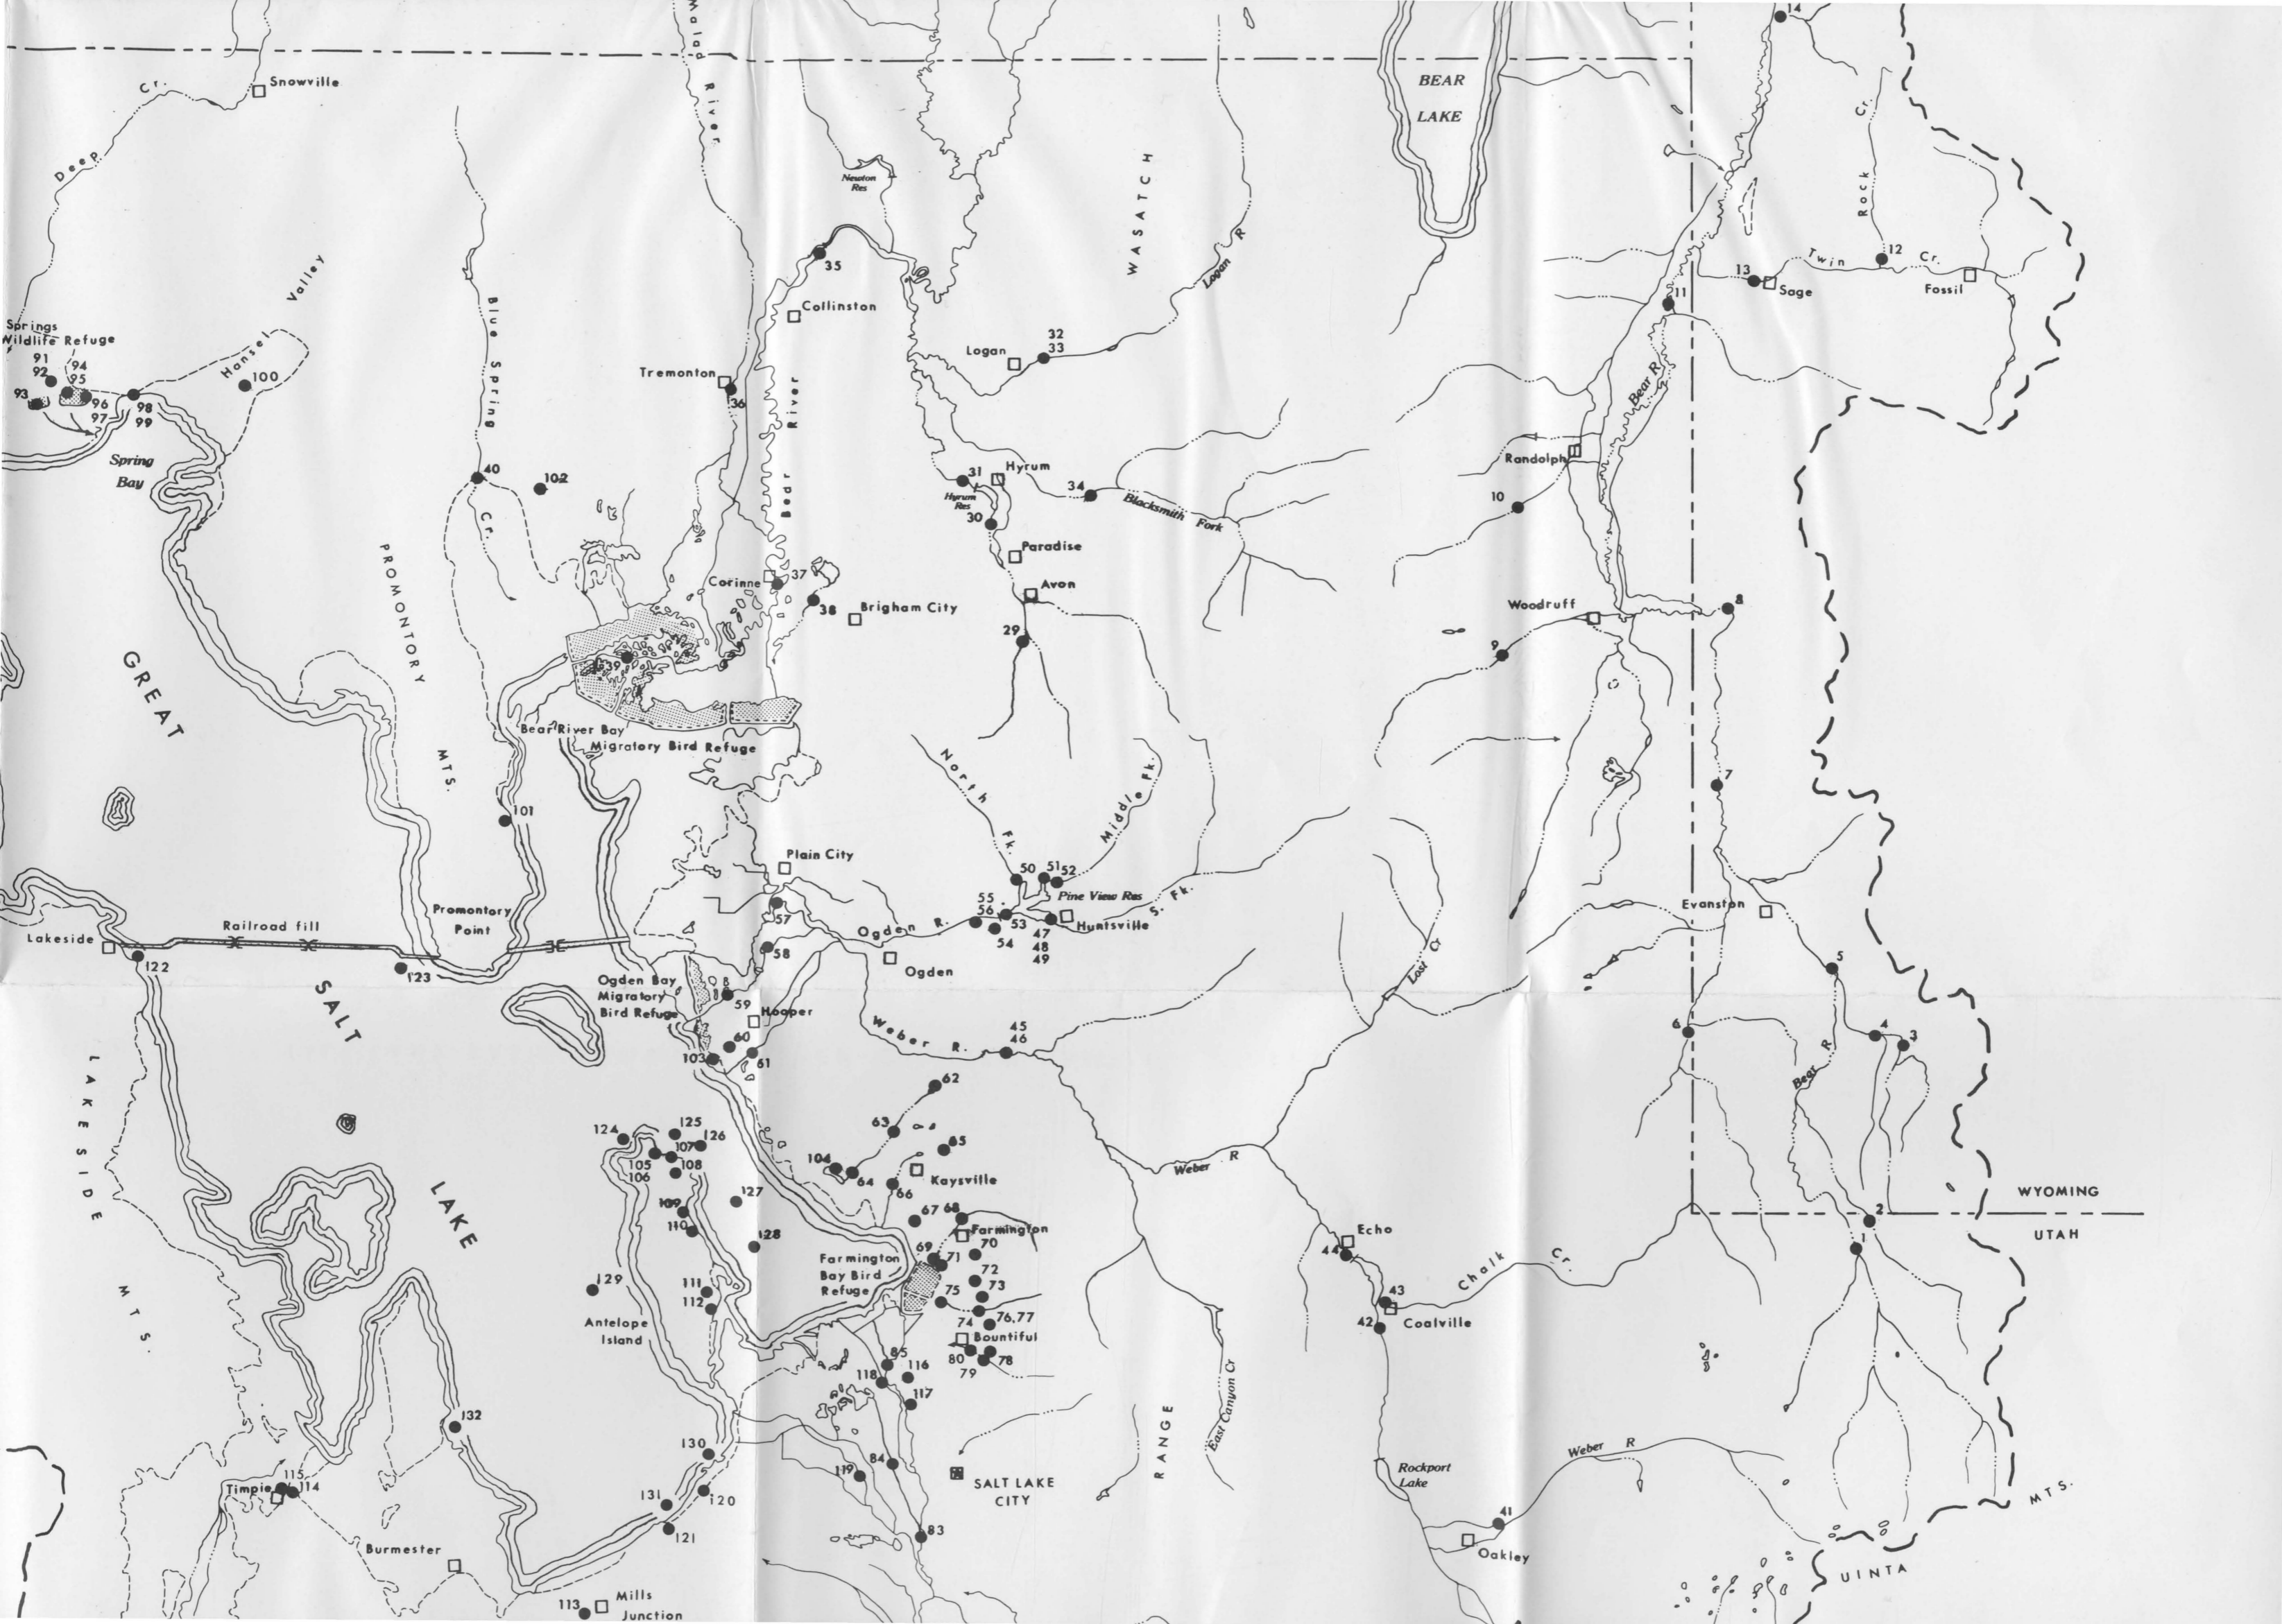 14
Malad
River
Cr.
Snowville
BEAR
LAKE
Deep
Newton
Res
WASATCH
Rock
Cr.
Logan R
12
Twin
Cr.
13
Sage
Fossil
35
Valley
Hansel
Blue Spring
Cr.
11
Collinston
Springs
Wildlife Refuge
91
92
94
95
93
96
97
98
99
100
32
33
Logan
Tremonton
36
Bear River
Bear R
Spring
Bay
40
102
31
Hyrum
Hyrum
Res
30
34
Blacksmith Fork
Randolph
10
PROMONTORY
MTS.
Paradise
Corinne
37
Avon
38
Brigham City
29
Woodruff
8
9
39
GREAT
SALT
LAKE
Bear River Bay
Migratory Bird Refuge
North
Fk.
Middle Fk.
7
101
Plain City
50
51
52
Pine View Res
S. Fk.
55
56
53
54
57
Huntsville
47
48
49
Evanston
Promontory
Point
Railroad fill
Lakeside
122
123
Ogden R.
58
Ogden
Lost Cr
5
Ogden Bay
Migratory
Bird Refuge
59
Hooper
60
103
61
Weber R.
45
46
6
4
3
Bear R
LAKESIDE
MTS.
62
63
124
125
126
107
105
106
108
65
104
64
Kaysville
66
Weber R
127
109
110
67
68
Farmington
WYOMING
UTAH
2
1
128
Farmington
Bay Bird
Refuge
69
71
70
Echo
44
129
111
112
72
73
75
Chalk
Cr.
43
Coalville
42
Antelope
Island
74
76,77
Bountiful
85
118
116
80
79
78
117
East Canyon Cr
RANGE
132
130
119
84
Weber R
Rockport
Lake
115
Timpie
114
131
120
SALT LAKE
CITY
MTS.
41
Oakley
121
83
Burmester
UINTA
113
Mills
Junction